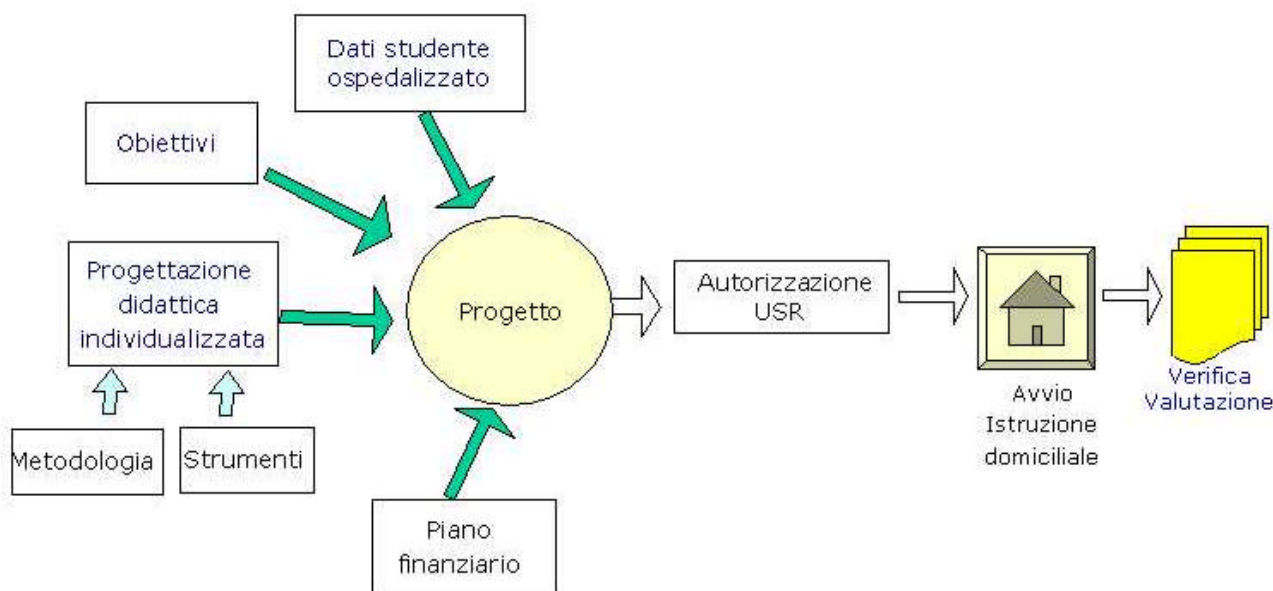 Dati studente
ospedalizzato
Obiettivi
Progettazione
didattica
individualizzata
Metodologia
Strumenti
Piano
finanziario
Progetto
Autorizzazione
USR
Avvio
Istruzione
domiciliale
Verifica
Valutazione